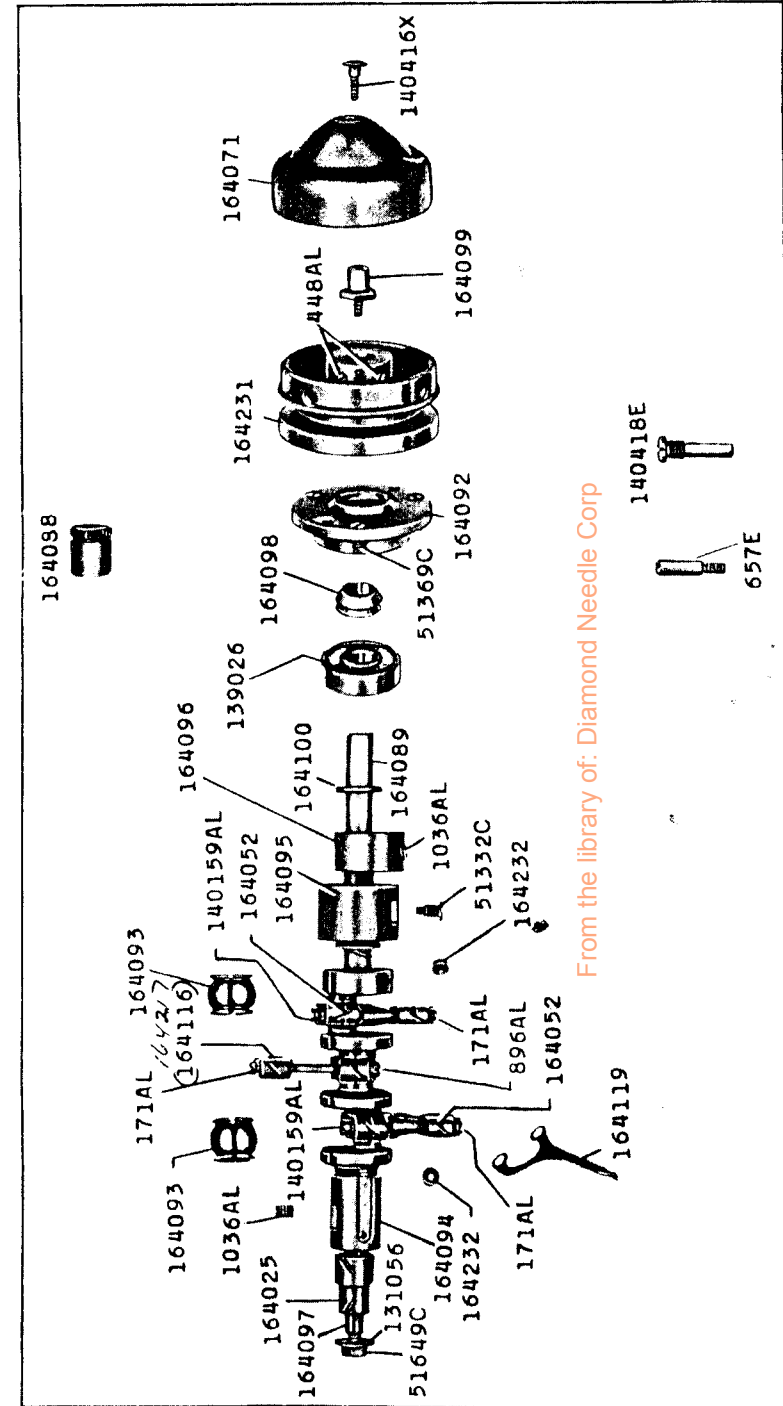 140416X
164071
164099
448AL
164231
164092
51369C
164098
139026
164088
140418E
657E
From the library of: Diamond Needle Corp
164100
164089
164096
1036AL
164095
51332C
164052
140159AL
164232
164093
164217
(164116)
171AL
171AL
896AL
164052
140159AL
164093
1036AL
164119
171AL
164232
164094
164025
131056
164097
51649C